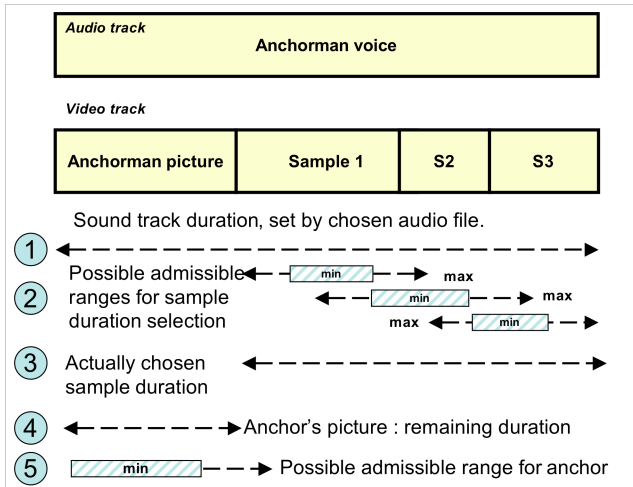 Audio track
Anchorman voice
Video track
Anchorman picture
Sample 1
S2
S3
Sound track duration, set by chosen audio file.
1
Possible admissible
ranges for sample
duration selection
2
min
max
min
max
max
min
3
Actually chosen
sample duration
4
Anchor's picture : remaining duration
5
min
Possible admissible range for anchor